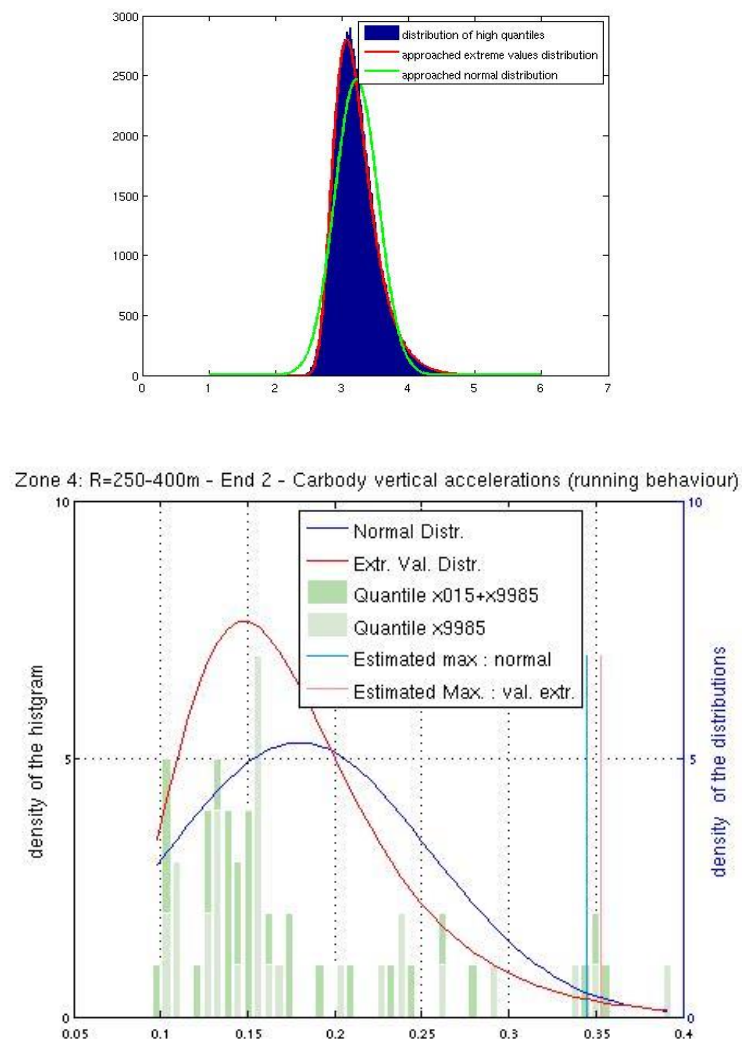 3000
2500
2000
1500
1000
500
0
distribution of high quantiles
approached extreme values distribution
approached normal distribution
0 1 2 3 4 5 6 7
Zone 4: R=250-400m - End 2 - Carbody vertical accelerations (running behaviour)
10
5
0
density of the histgram
Normal Distr.
Extr. Val. Distr.
Quantile x015+x9985
Quantile x9985
Estimated max : normal
Estimated Max. : val. extr.
10
5
0
density of the distributions
0.05 0.1 0.15 0.2 0.25 0.3 0.35 0.4